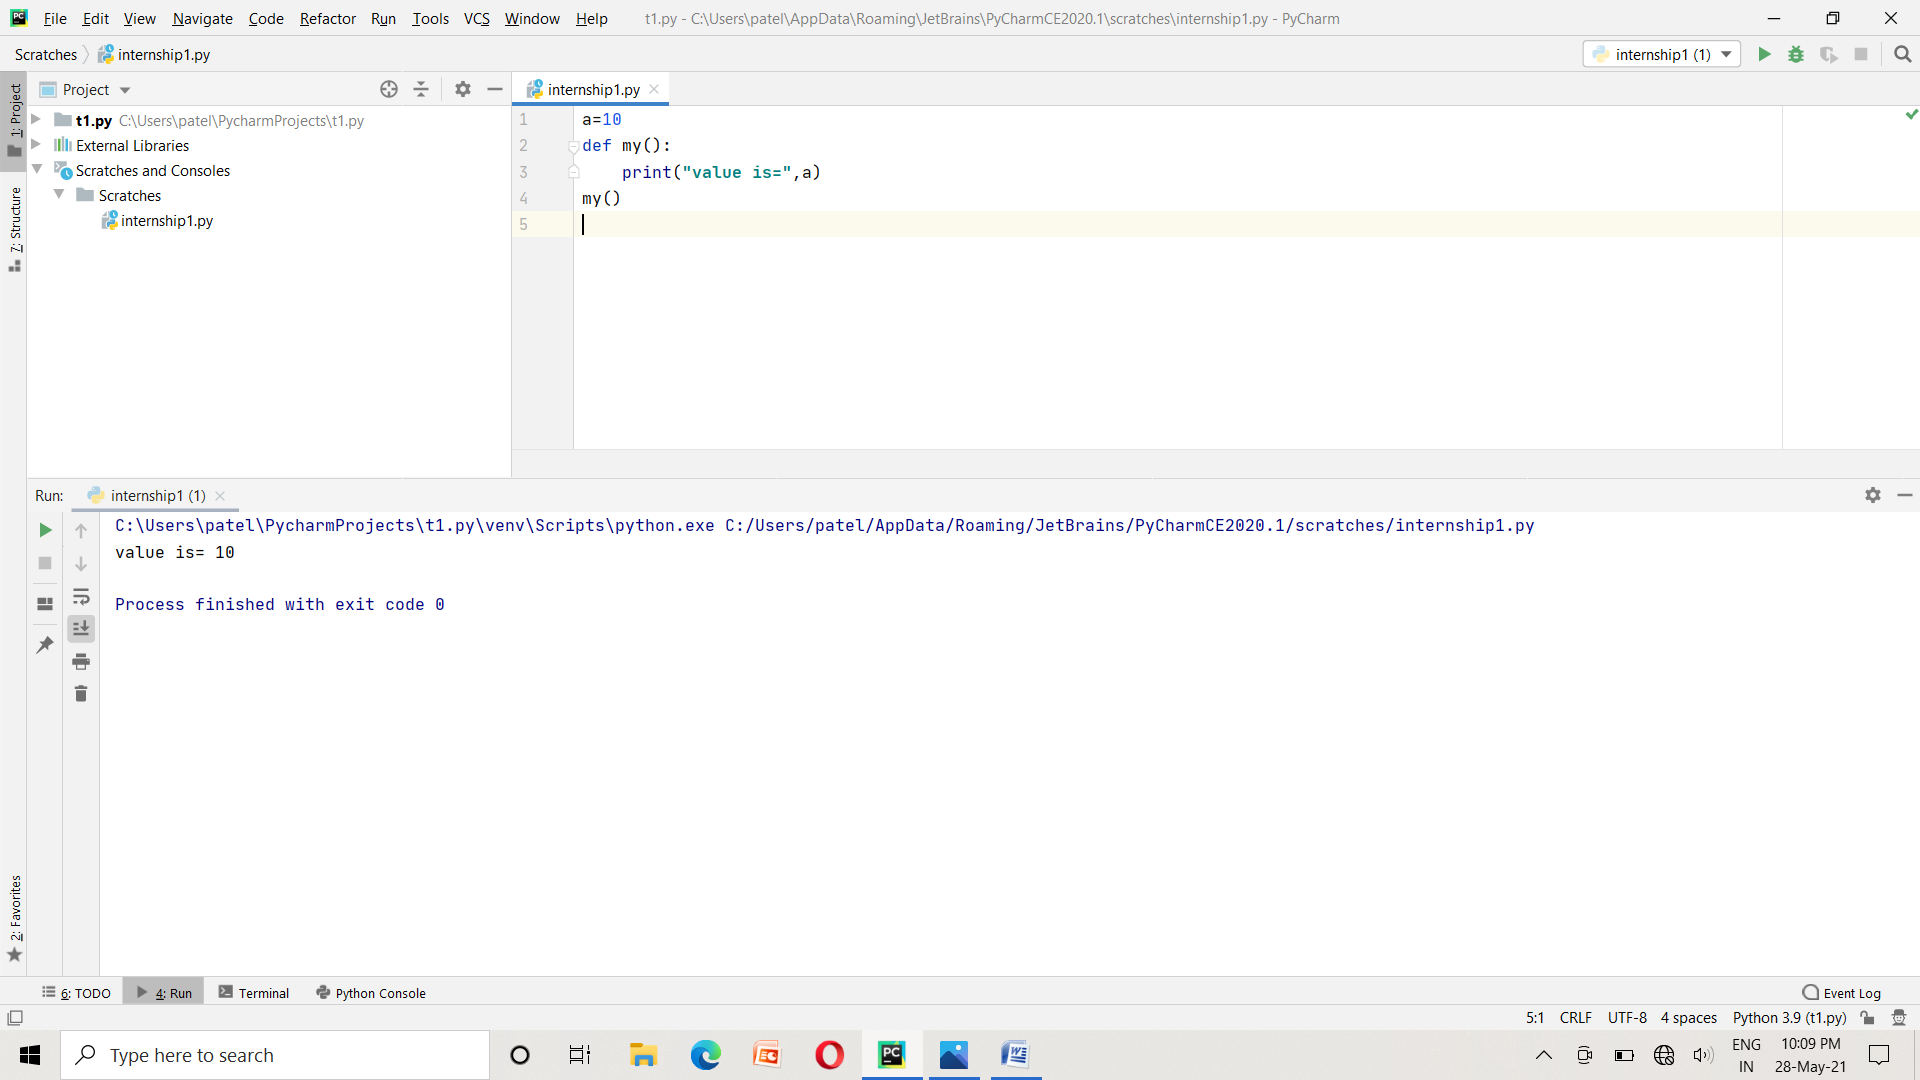 PC File Edit View Navigate Code Refactor Run Tools VCS Window Help t1.py - C:\Users\patel\AppData\Roaming\JetBrains\PyCharmCE2020.1\scratches\internship1.py - PyCharm
Scratches internship1.py internship1 (1)
1: Project
Project
internship1.py
t1.py C:\Users\patel\PycharmProjects\t1.py
External Libraries
Scratches and Consoles
Scratches
internship1.py
7: Structure
1 a=10
2 def my():
3     print("value is=",a)
4 my()
5
Run: internship1 (1)
C:\Users\patel\PycharmProjects\t1.py\venv\Scripts\python.exe C:/Users/patel/AppData/Roaming/JetBrains/PyCharmCE2020.1/scratches/internship1.py
value is= 10
Process finished with exit code 0
2: Favorites
6: TODO 4: Run Terminal Python Console Event Log
5:1 CRLF UTF-8 4 spaces Python 3.9 (t1.py)
Type here to search
PC
ENG 10:09 PM
IN 28-May-21